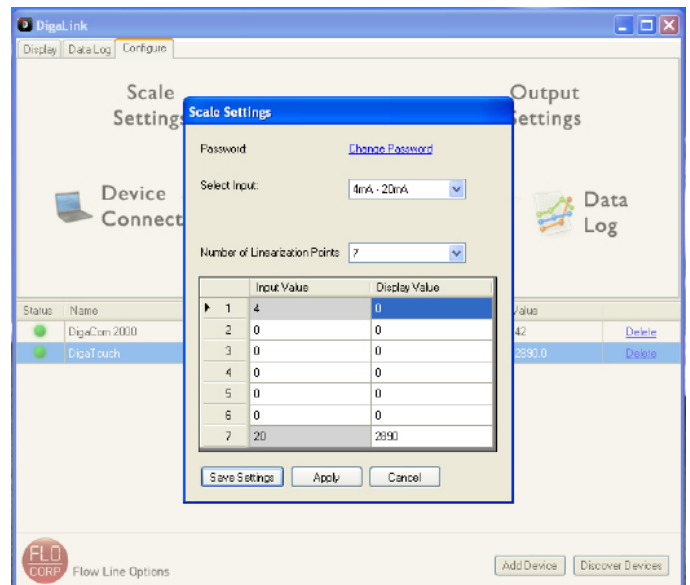 DigaLink
Display Data Log Configure
Scale
Settings
Output
Settings
Device
Connect
Data
Log
Scale Settings
Password: Change Password
Select Input: 4mA - 20mA
Number of Linearization Points 7
Input Value Display Value
1 4 0
2 0 0
3 0 0
4 0 0
5 0 0
6 0 0
7 20 2890
Save Settings Apply Cancel
Status Name
DigaCom 2000 42 Delete
DigaTouch 2890.0 Delete
FLO
CORP
Flow Line Options
Add Device Discover Devices